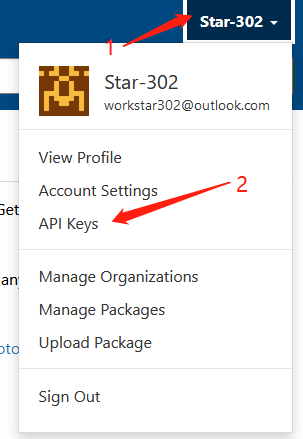 1
Star-302
Star-302
workstar302@outlook.com
View Profile
Account Settings
API Keys
2
Get
any
oto
Manage Organizations
Manage Packages
Upload Package
Sign Out